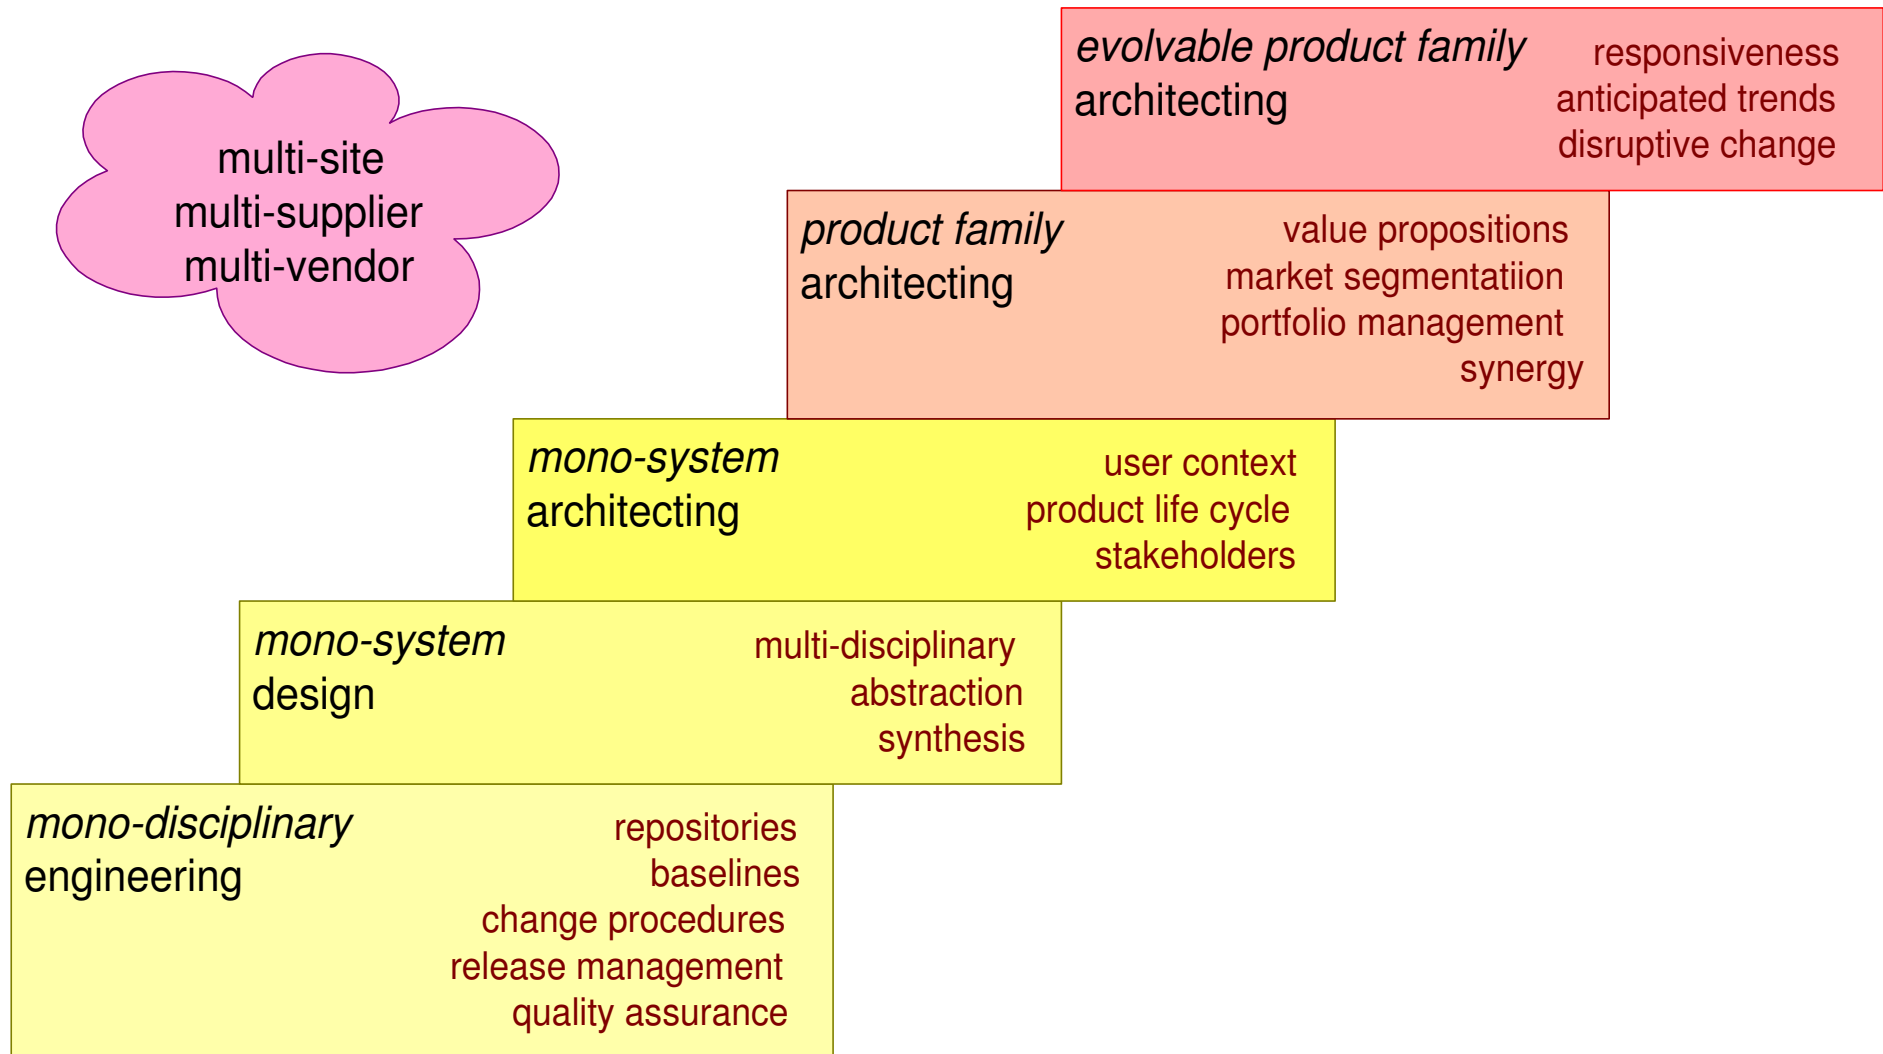 evolvable product family
architecting
responsiveness
anticipated trends
disruptive change
multi-site
multi-supplier
multi-vendor
product family
architecting
value propositions
market segmentatiion
portfolio management
synergy
mono-system
architecting
user context
product life cycle
stakeholders
mono-system
design
multi-disciplinary
abstraction
synthesis
mono-disciplinary
engineering
repositories
baselines
change procedures
release management
quality assurance